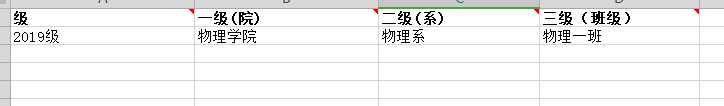 级 一级(院) 二级(系) 三级（班级）
2019级 物理学院 物理系 物理一班